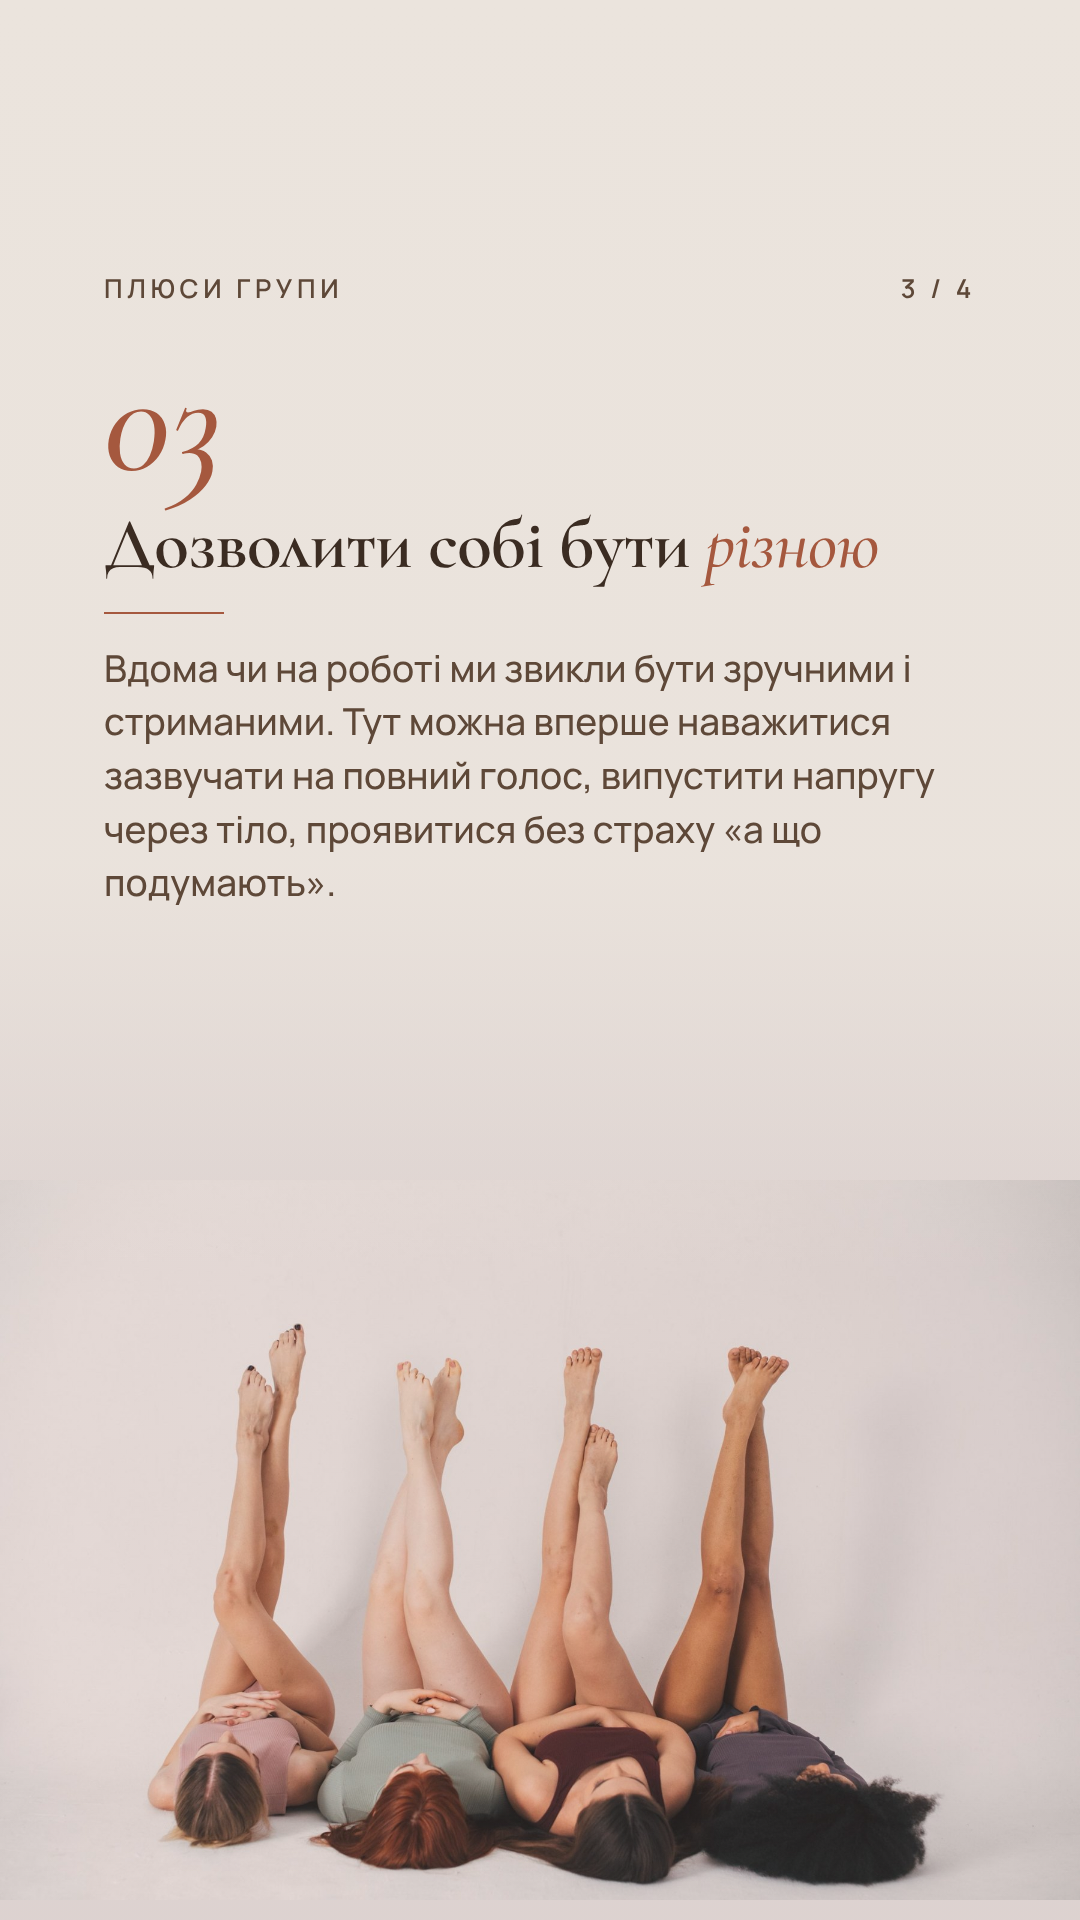 ПЛЮСИ ГРУПИ
3 / 4
03
Дозволити собі бути різною
Вдома чи на роботі ми звикли бути зручними і
стриманими. Тут можна вперше наважитися
зазвучати на повний голос, випустити напругу
через тіло, проявитися без страху «а що
подумають».